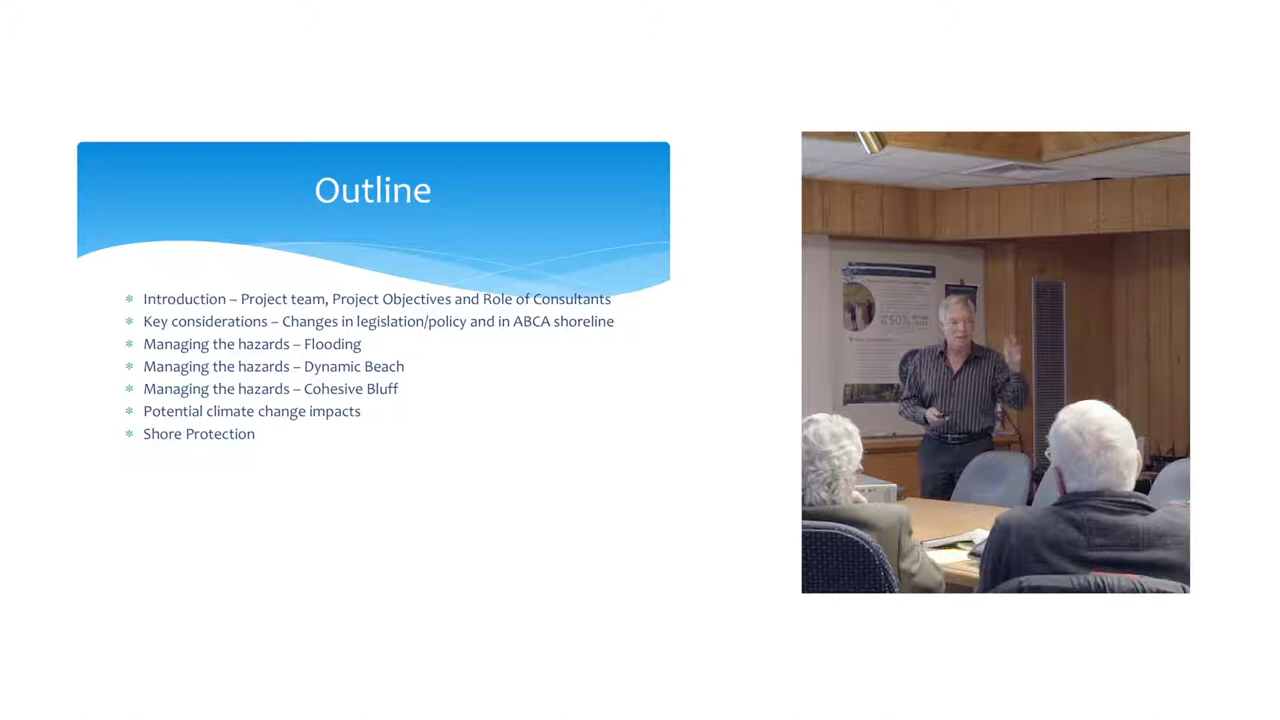 Outline
Introduction – Project team, Project Objectives and Role of Consultants
Key considerations – Changes in legislation/policy and in ABCA shoreline
Managing the hazards – Flooding
Managing the hazards – Dynamic Beach
Managing the hazards – Cohesive Bluff
Potential climate change impacts
Shore Protection
50%